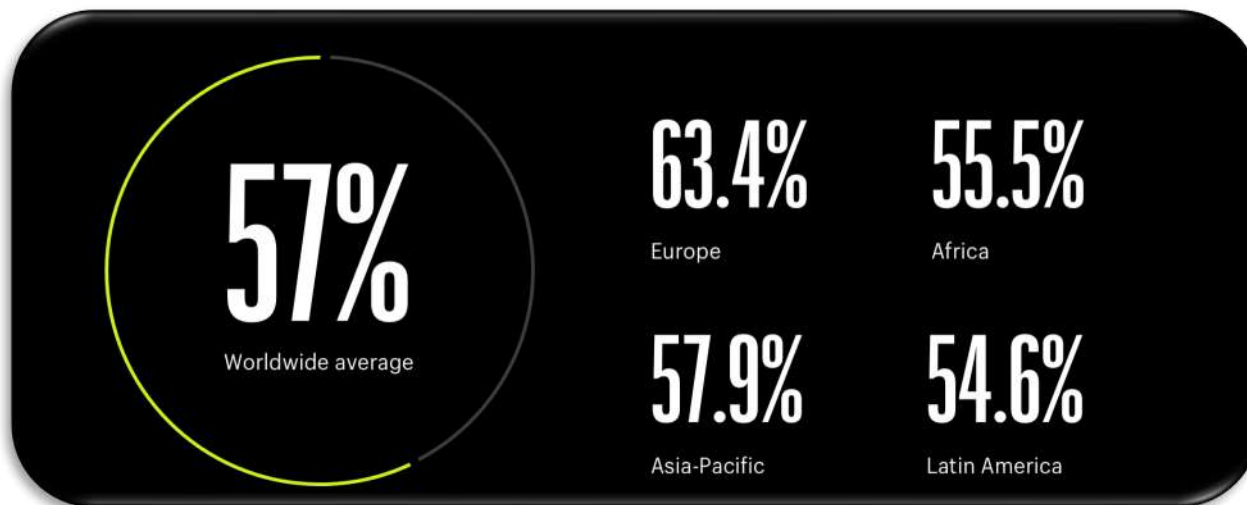 57%
Worldwide average
63.4%
Europe
55.5%
Africa
57.9%
Asia-Pacific
54.6%
Latin America